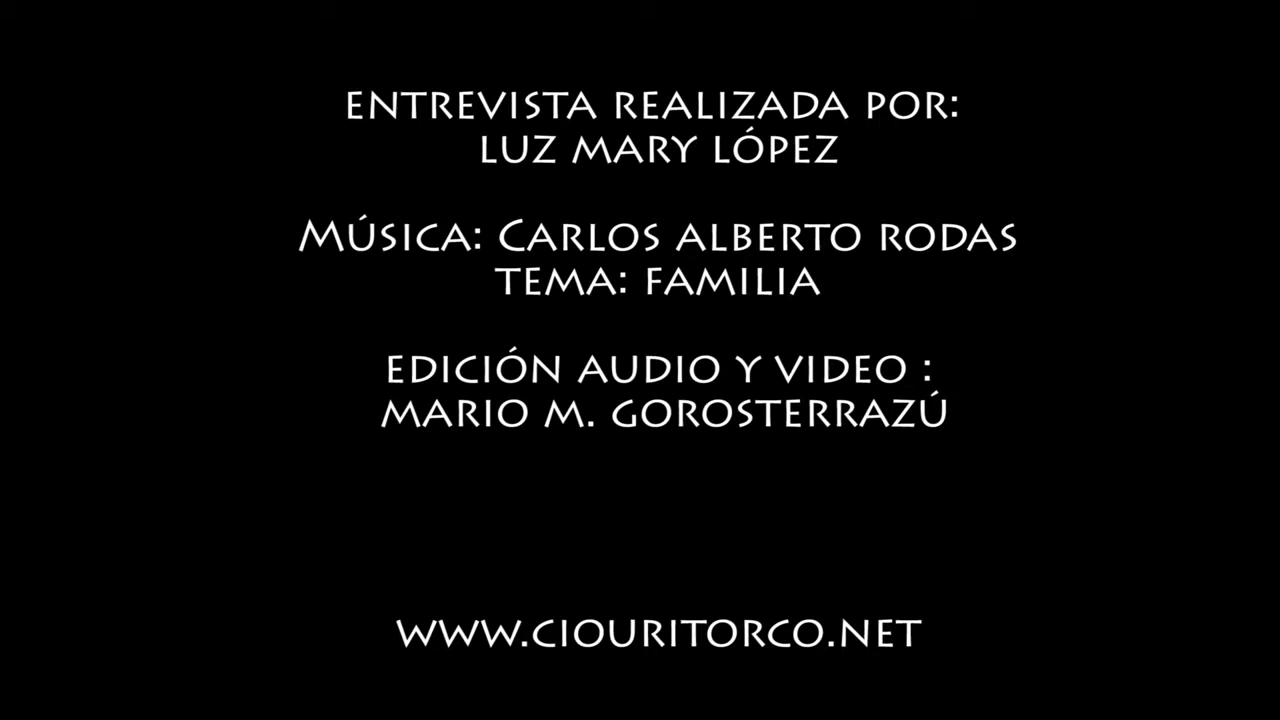 ENTREVISTA REALIZADA POR:
LUZ MARY LÓPEZ
MÚSICA: CARLOS ALBERTO RODAS
TEMA: FAMILIA
EDICIÓN AUDIO Y VIDEO :
MARIO M. GOROSTERRAZÚ
WWW.CIOURITORCO.NET